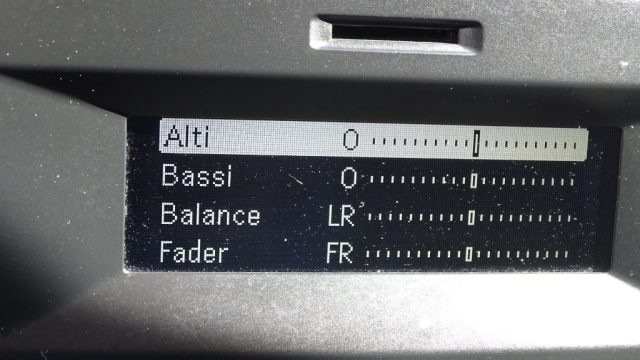 Alti 0
Bassi 0
Balance LR
Fader FR